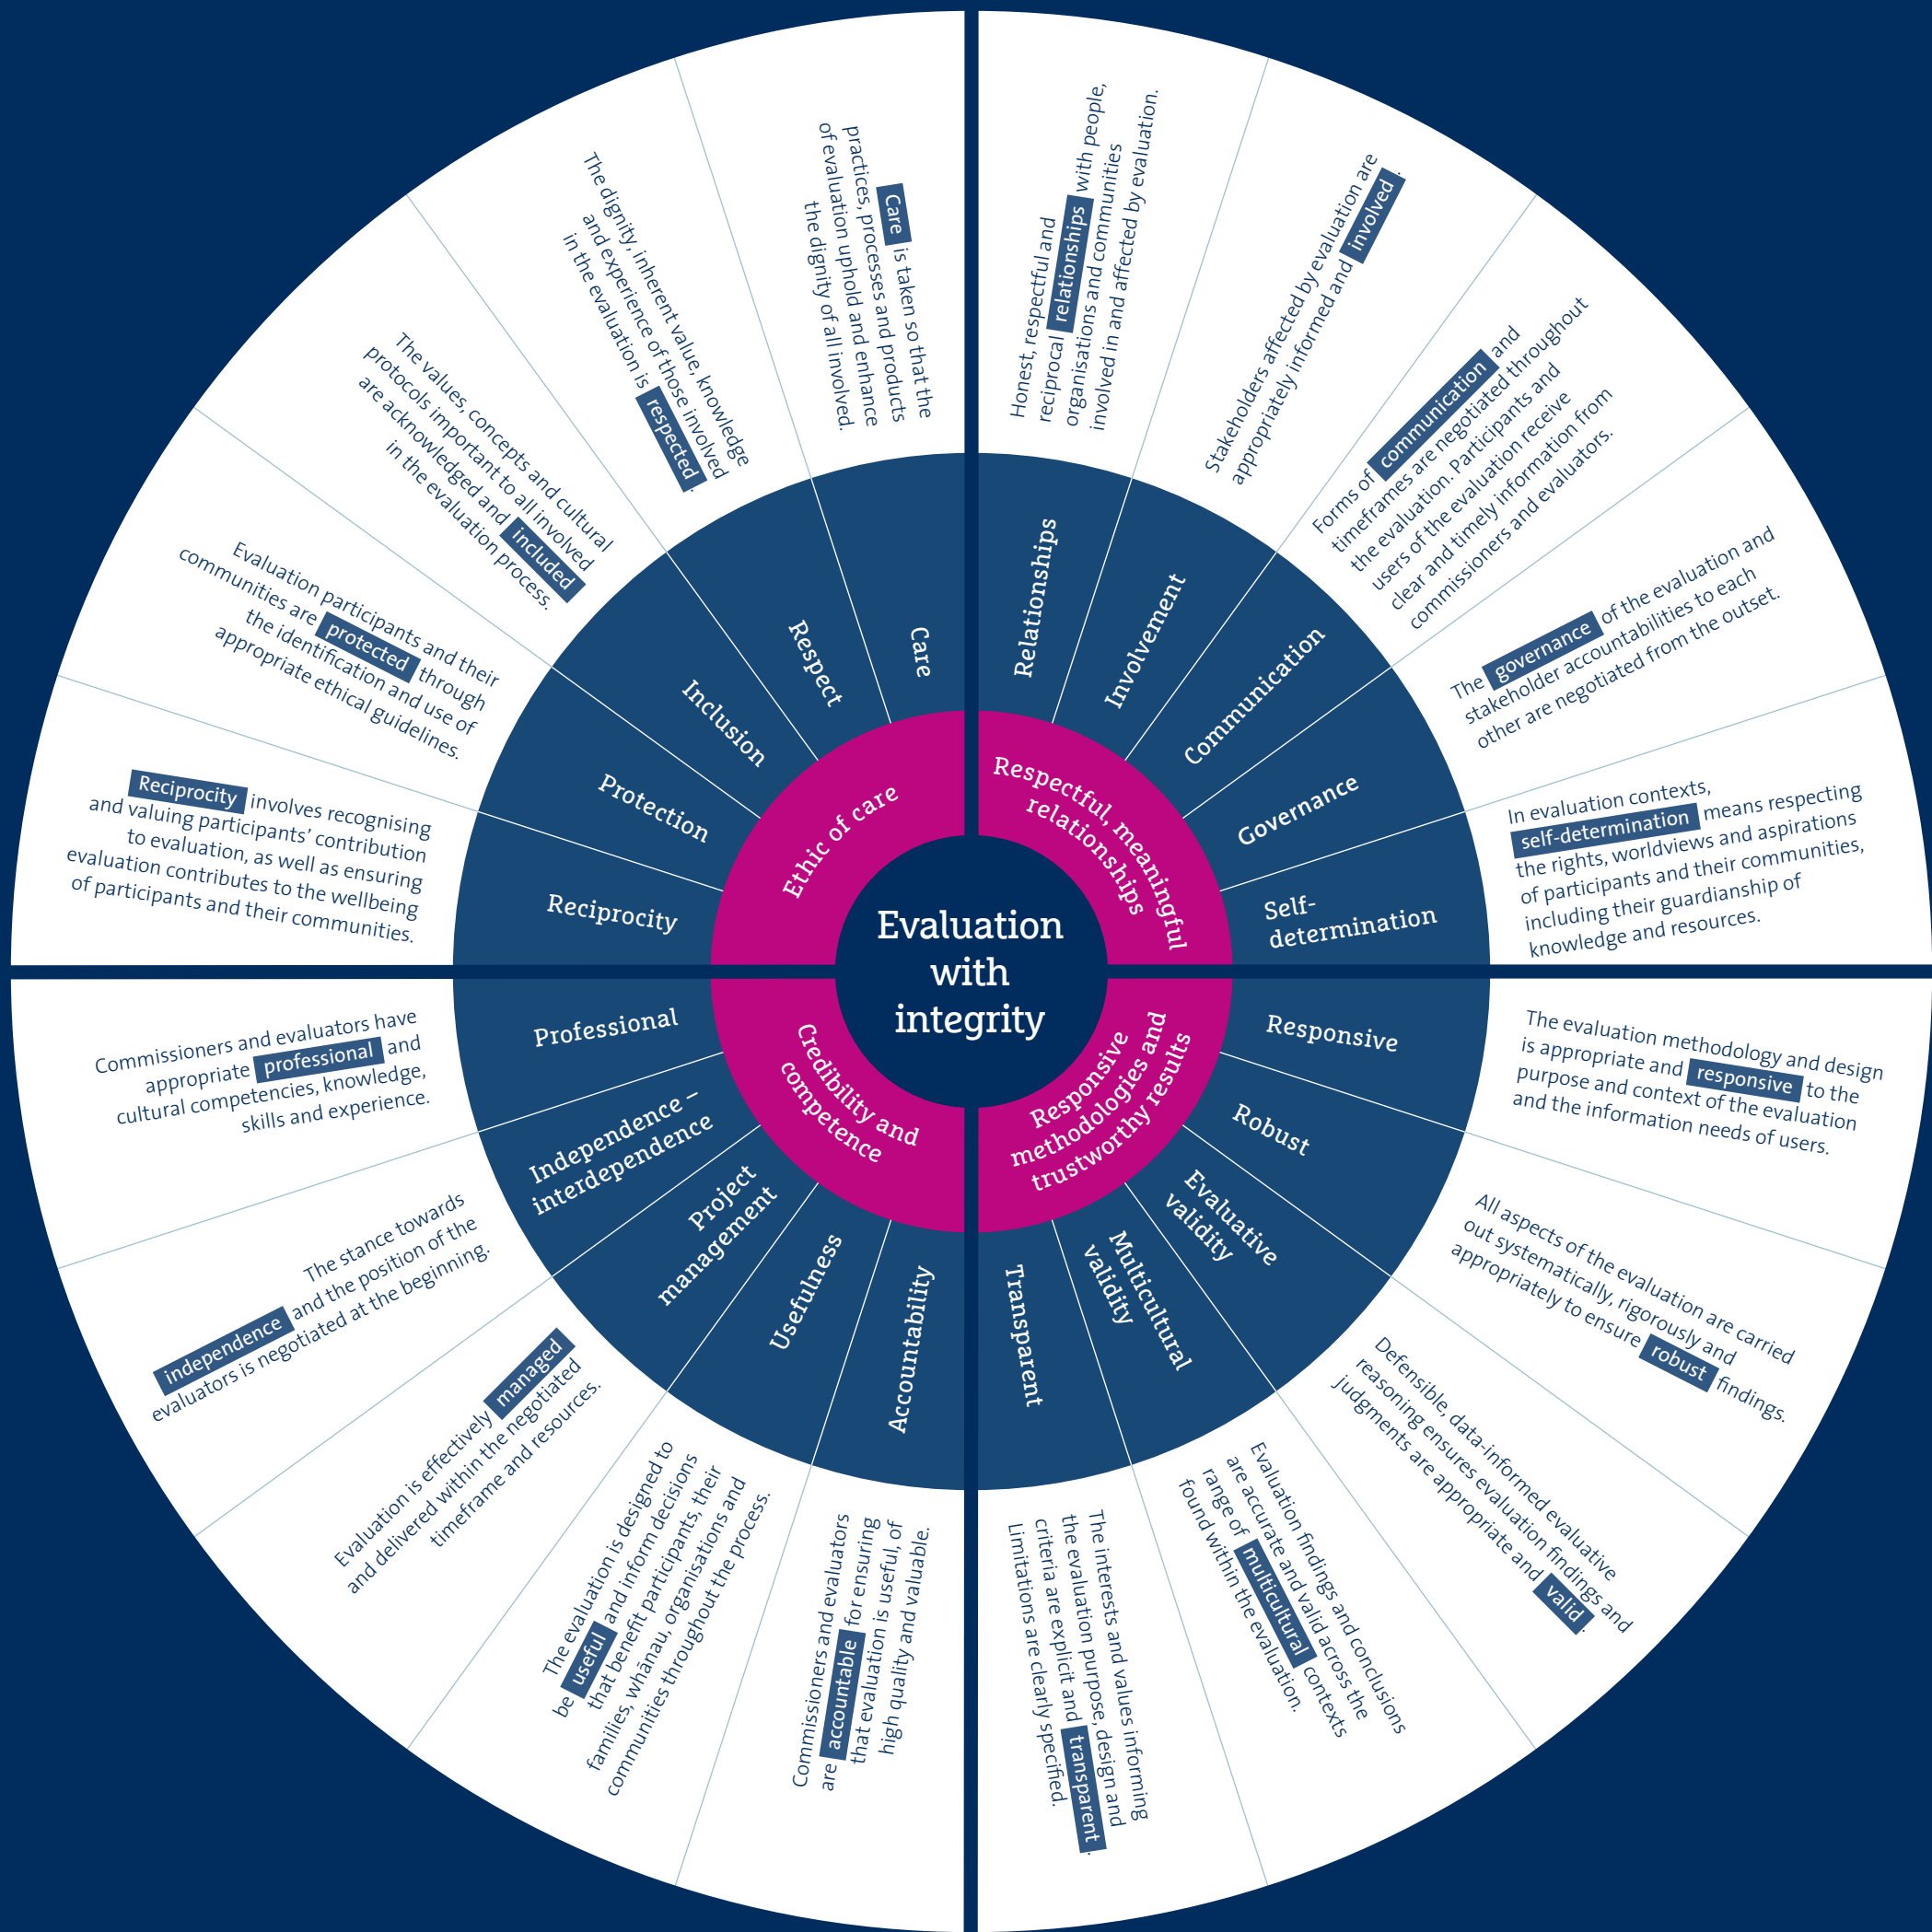 Evaluation
with
integrity
Respectful, meaningful
relationships
Relationships
Honest, respectful and
reciprocal relationships with people,
organisations and communities
involved in and affected by evaluation.
Involvement
Stakeholders affected by evaluation are
appropriately informed and involved.
Communication
Forms of communication and
timeframes are negotiated throughout
the evaluation. Participants and
users of the evaluation receive
clear and timely information from
commissioners and evaluators.
Governance
The governance of the evaluation and
stakeholder accountabilities to each
other are negotiated from the outset.
Self-
determination
In evaluation contexts,
self-determination means respecting
the rights, worldviews and aspirations
of participants and their communities,
including their guardianship of
knowledge and resources.
Responsive
methodologies and
trustworthy results
Responsive
The evaluation methodology and design
is appropriate and responsive to the
purpose and context of the evaluation
and the information needs of users.
Robust
All aspects of the evaluation are carried
out systematically, rigorously and
appropriately to ensure robust findings.
Evaluative
validity
Defensible, data-informed evaluative
reasoning ensures evaluation findings and
judgments are appropriate and valid.
Multicultural
validity
Evaluation findings and conclusions
are accurate and valid across the
range of multicultural contexts
found within the evaluation.
Transparent
The interests and values informing
the evaluation purpose, design and
criteria are explicit and transparent.
Limitations are clearly specified.
Credibility and
competence
Accountability
Commissioners and evaluators
are accountable for ensuring
that evaluation is useful, of
high quality and valuable.
Usefulness
The evaluation is designed to
be useful and inform decisions
that benefit participants, their
families, whānau, organisations and
communities throughout the process.
Project
management
Evaluation is effectively managed
and delivered within the negotiated
timeframe and resources.
Independence –
interdependence
The stance towards
independence and the position of the
evaluators is negotiated at the beginning.
Professional
Commissioners and evaluators have
appropriate professional and
cultural competencies, knowledge,
skills and experience.
Ethic of care
Reciprocity
Reciprocity involves recognising
and valuing participants’ contribution
to evaluation, as well as ensuring
evaluation contributes to the wellbeing
of participants and their communities.
Protection
Evaluation participants and their
communities are protected through
the identification and use of
appropriate ethical guidelines.
Inclusion
The values, concepts and cultural
protocols important to all involved
are acknowledged and included
in the evaluation process.
Respect
The dignity, inherent value, knowledge
and experience of those involved
in the evaluation is respected.
Care
Care is taken so that the
practices, processes and products
of evaluation uphold and enhance
the dignity of all involved.